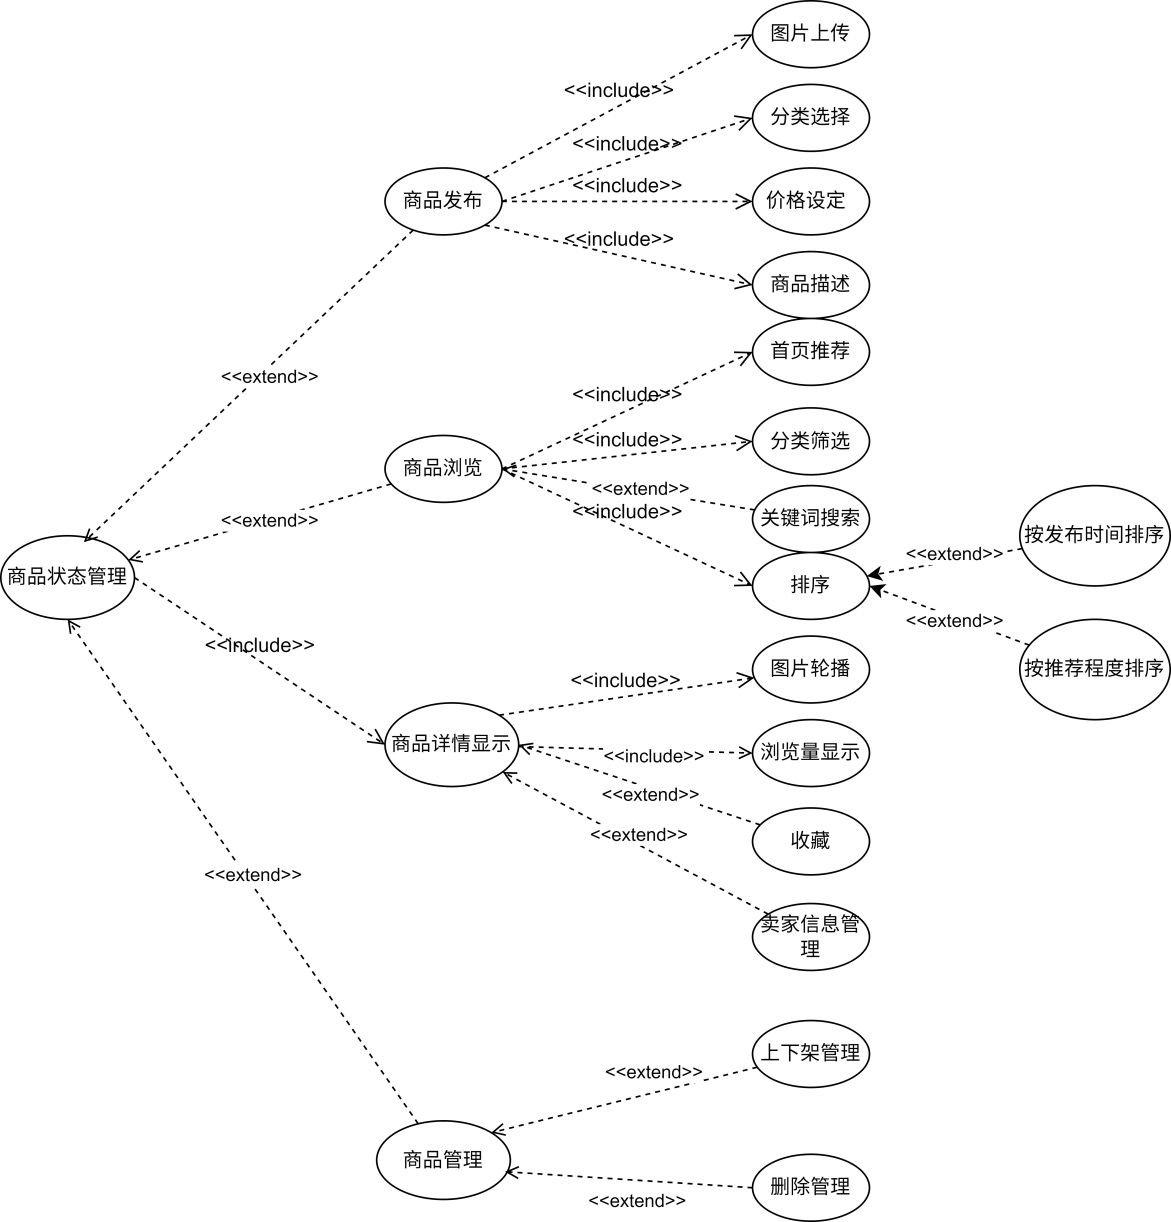 图片上传
<<include>>
分类选择
<<include>>
<<include>>
商品发布
价格设定
<<include>>
商品描述
首页推荐
<<extend>>
<<include>>
<<include>>
分类筛选
商品浏览
<<extend>>
<<include>>
关键词搜索
<<extend>>
按发布时间排序
<<extend>>
商品状态管理
排序
<<extend>>
<<include>>
按推荐程度排序
图片轮播
<<include>>
商品详情显示
浏览量显示
<<include>>
<<extend>>
<<extend>>
收藏
<<extend>>
卖家信息管
理
上下架管理
<<extend>>
商品管理
删除管理
<<extend>>